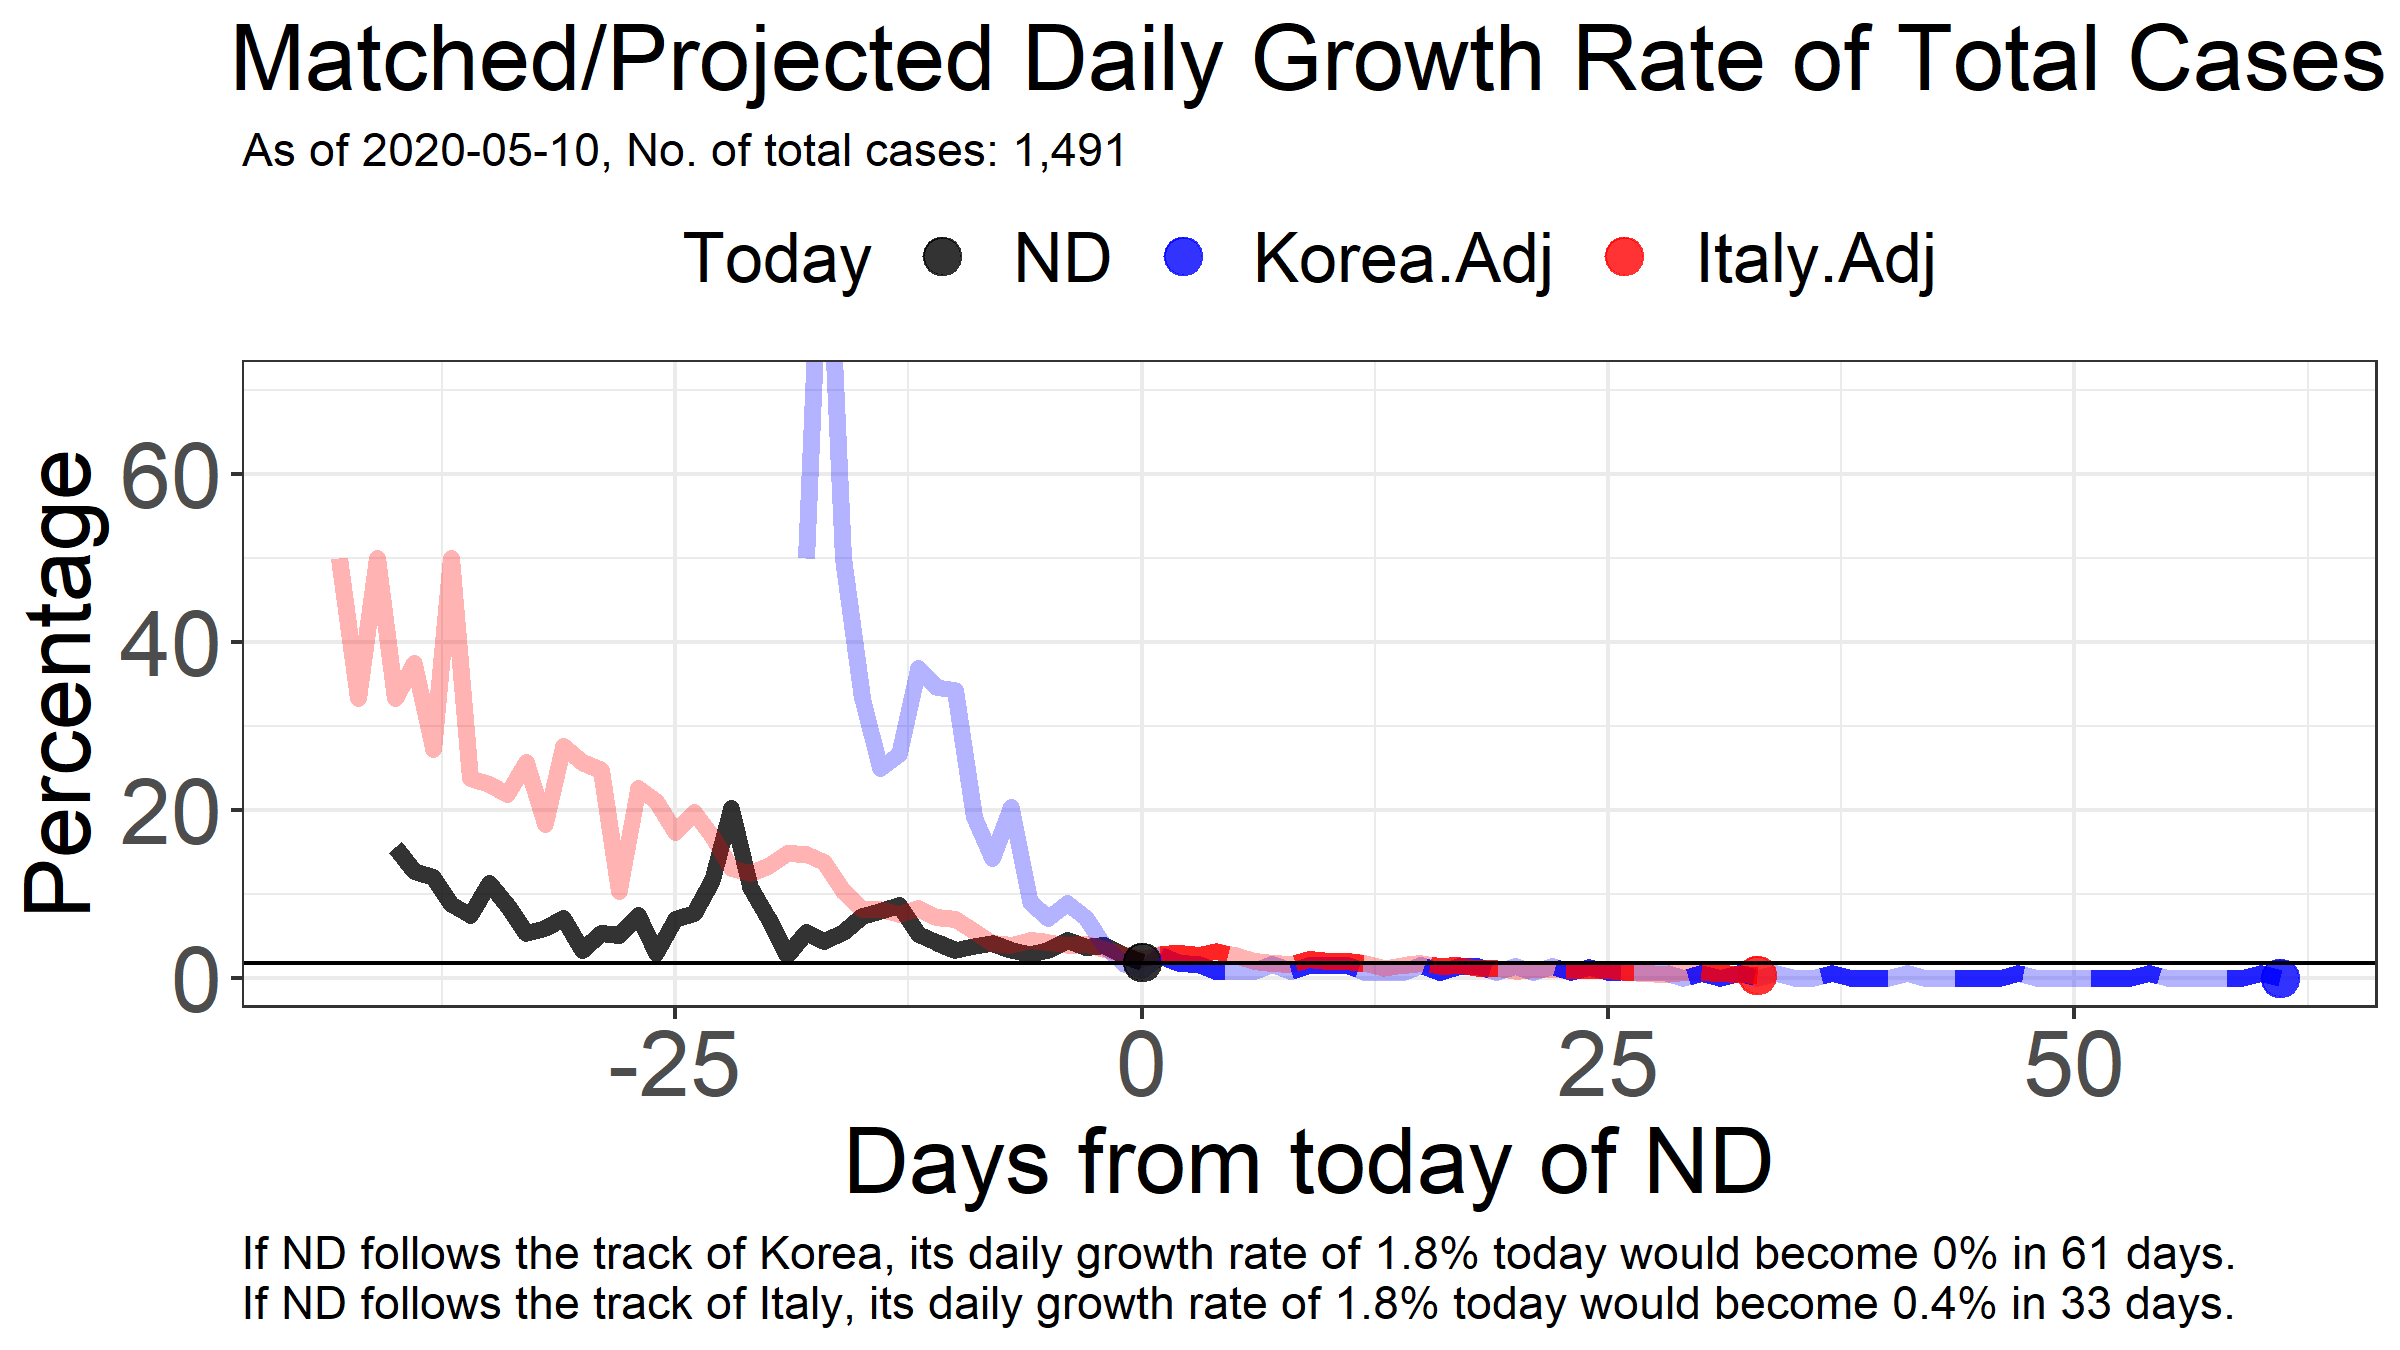 Matched/Projected Daily Growth Rate of Total Cases
As of 2020-05-10, No. of total cases: 1,491
Today ND Korea.Adj Italy.Adj
Percentage
60
40
20
0
-25 0 25 50
Days from today of ND
If ND follows the track of Korea, its daily growth rate of 1.8% today would become 0% in 61 days.
If ND follows the track of Italy, its daily growth rate of 1.8% today would become 0.4% in 33 days.